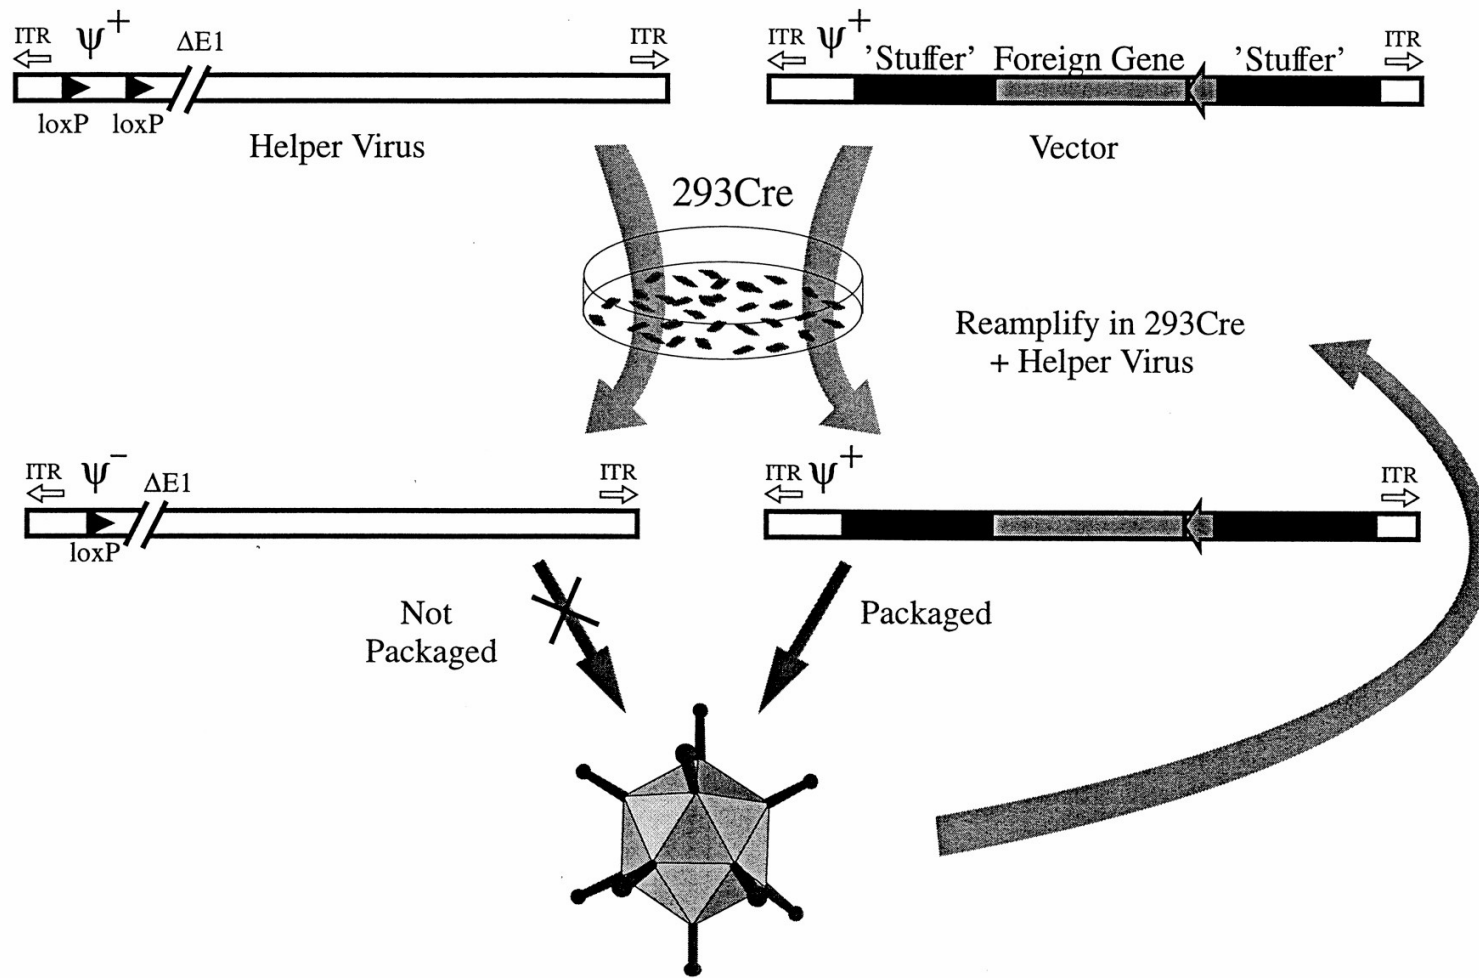 ITR ψ+ ΔE1 ITR
loxP loxP
Helper Virus
ITR ψ+ 'Stuffer' Foreign Gene 'Stuffer' ITR
Vector
293Cre
Reamplify in 293Cre
+ Helper Virus
ITR ψ- ΔE1 ITR
loxP
ITR ψ+ ITR
Not
Packaged
Packaged